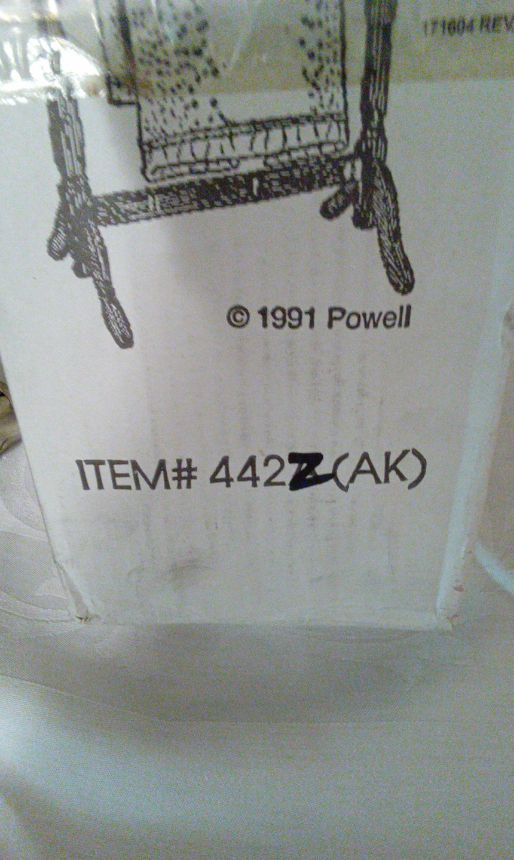 171604 REV.
© 1991 Powell
ITEM# 442Z(AK)